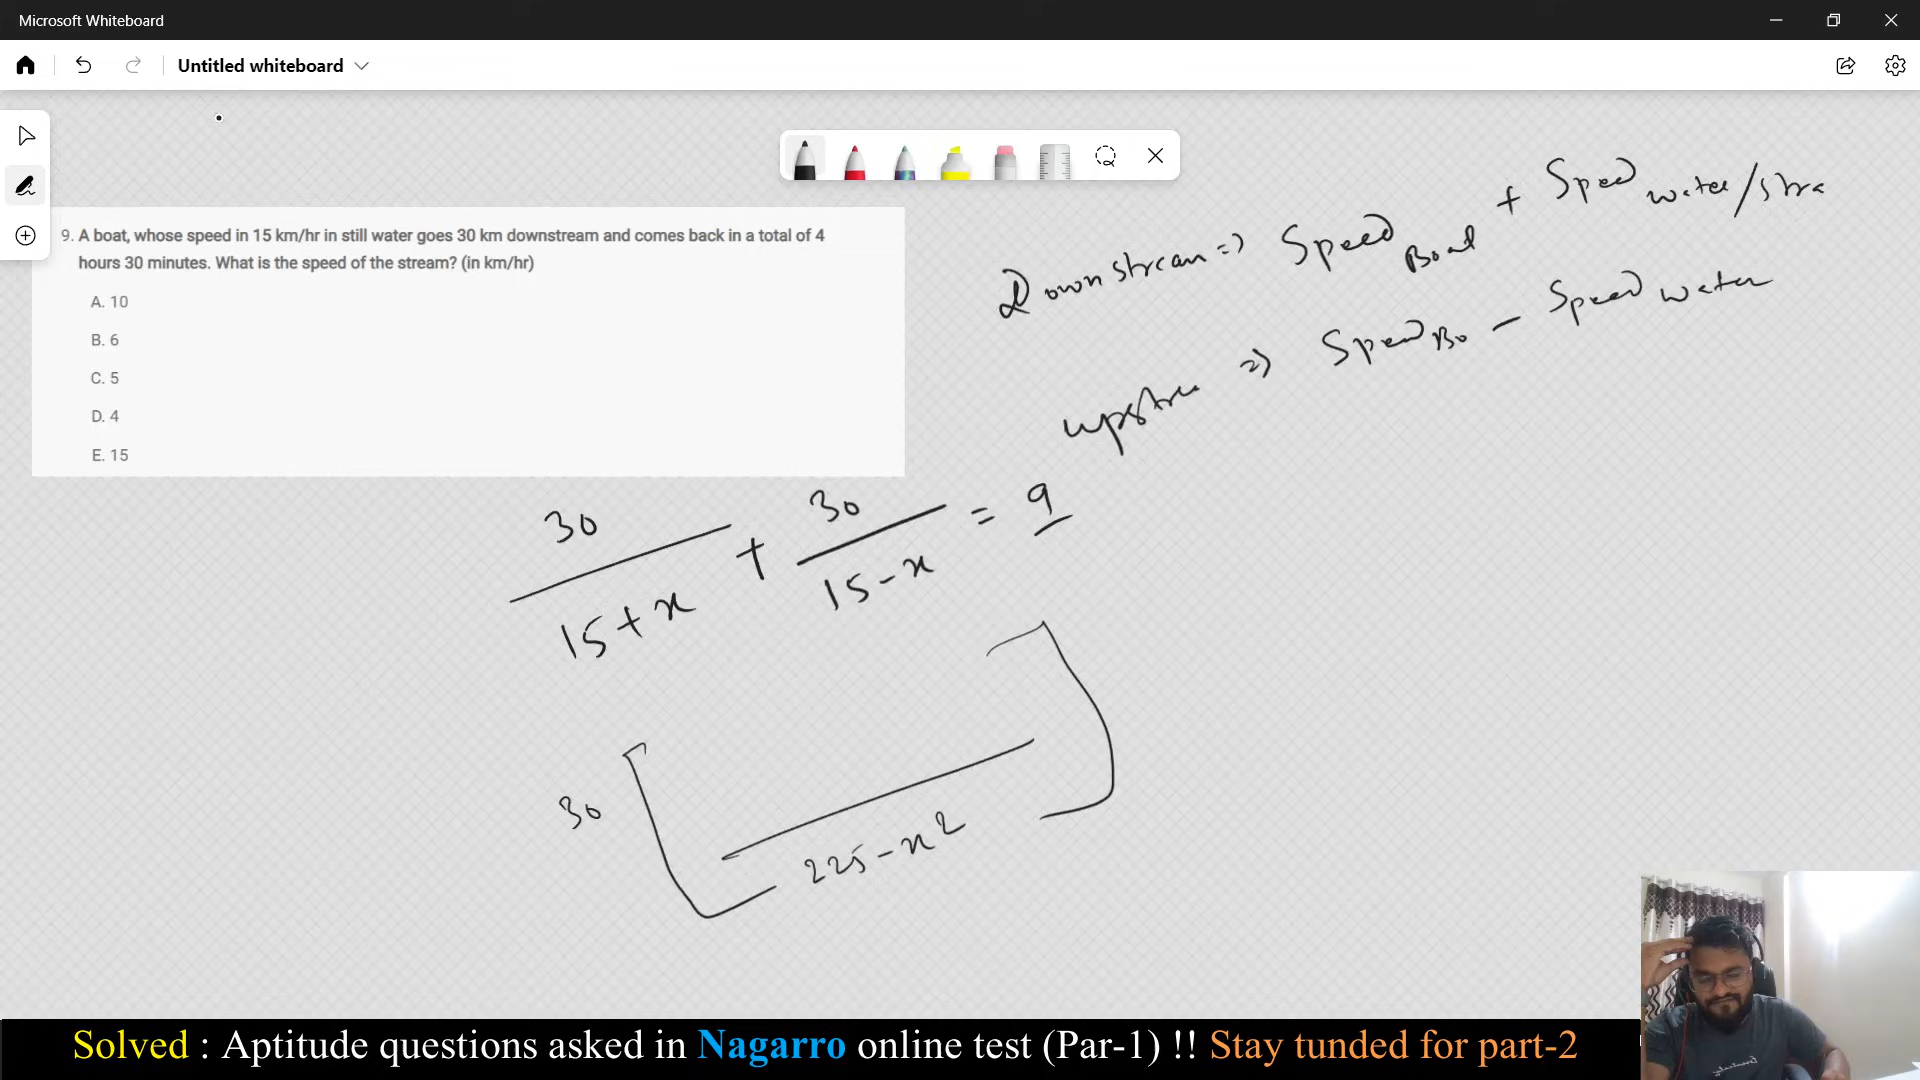 Microsoft Whiteboard
Untitled whiteboard
9. A boat, whose speed in 15 km/hr in still water goes 30 km downstream and comes back in a total of 4
hours 30 minutes. What is the speed of the stream? (in km/hr)
A. 10
B. 6
C. 5
D. 4
E. 15
Downstream => Speed Boat + Speed water/stra
upstre => Speed Bo - Speed water
30 / 15+x + 30 / 15-x = 9
30 [ / 225-x² ]
Solved : Aptitude questions asked in Nagarro online test (Par-1) !! Stay tunded for part-2